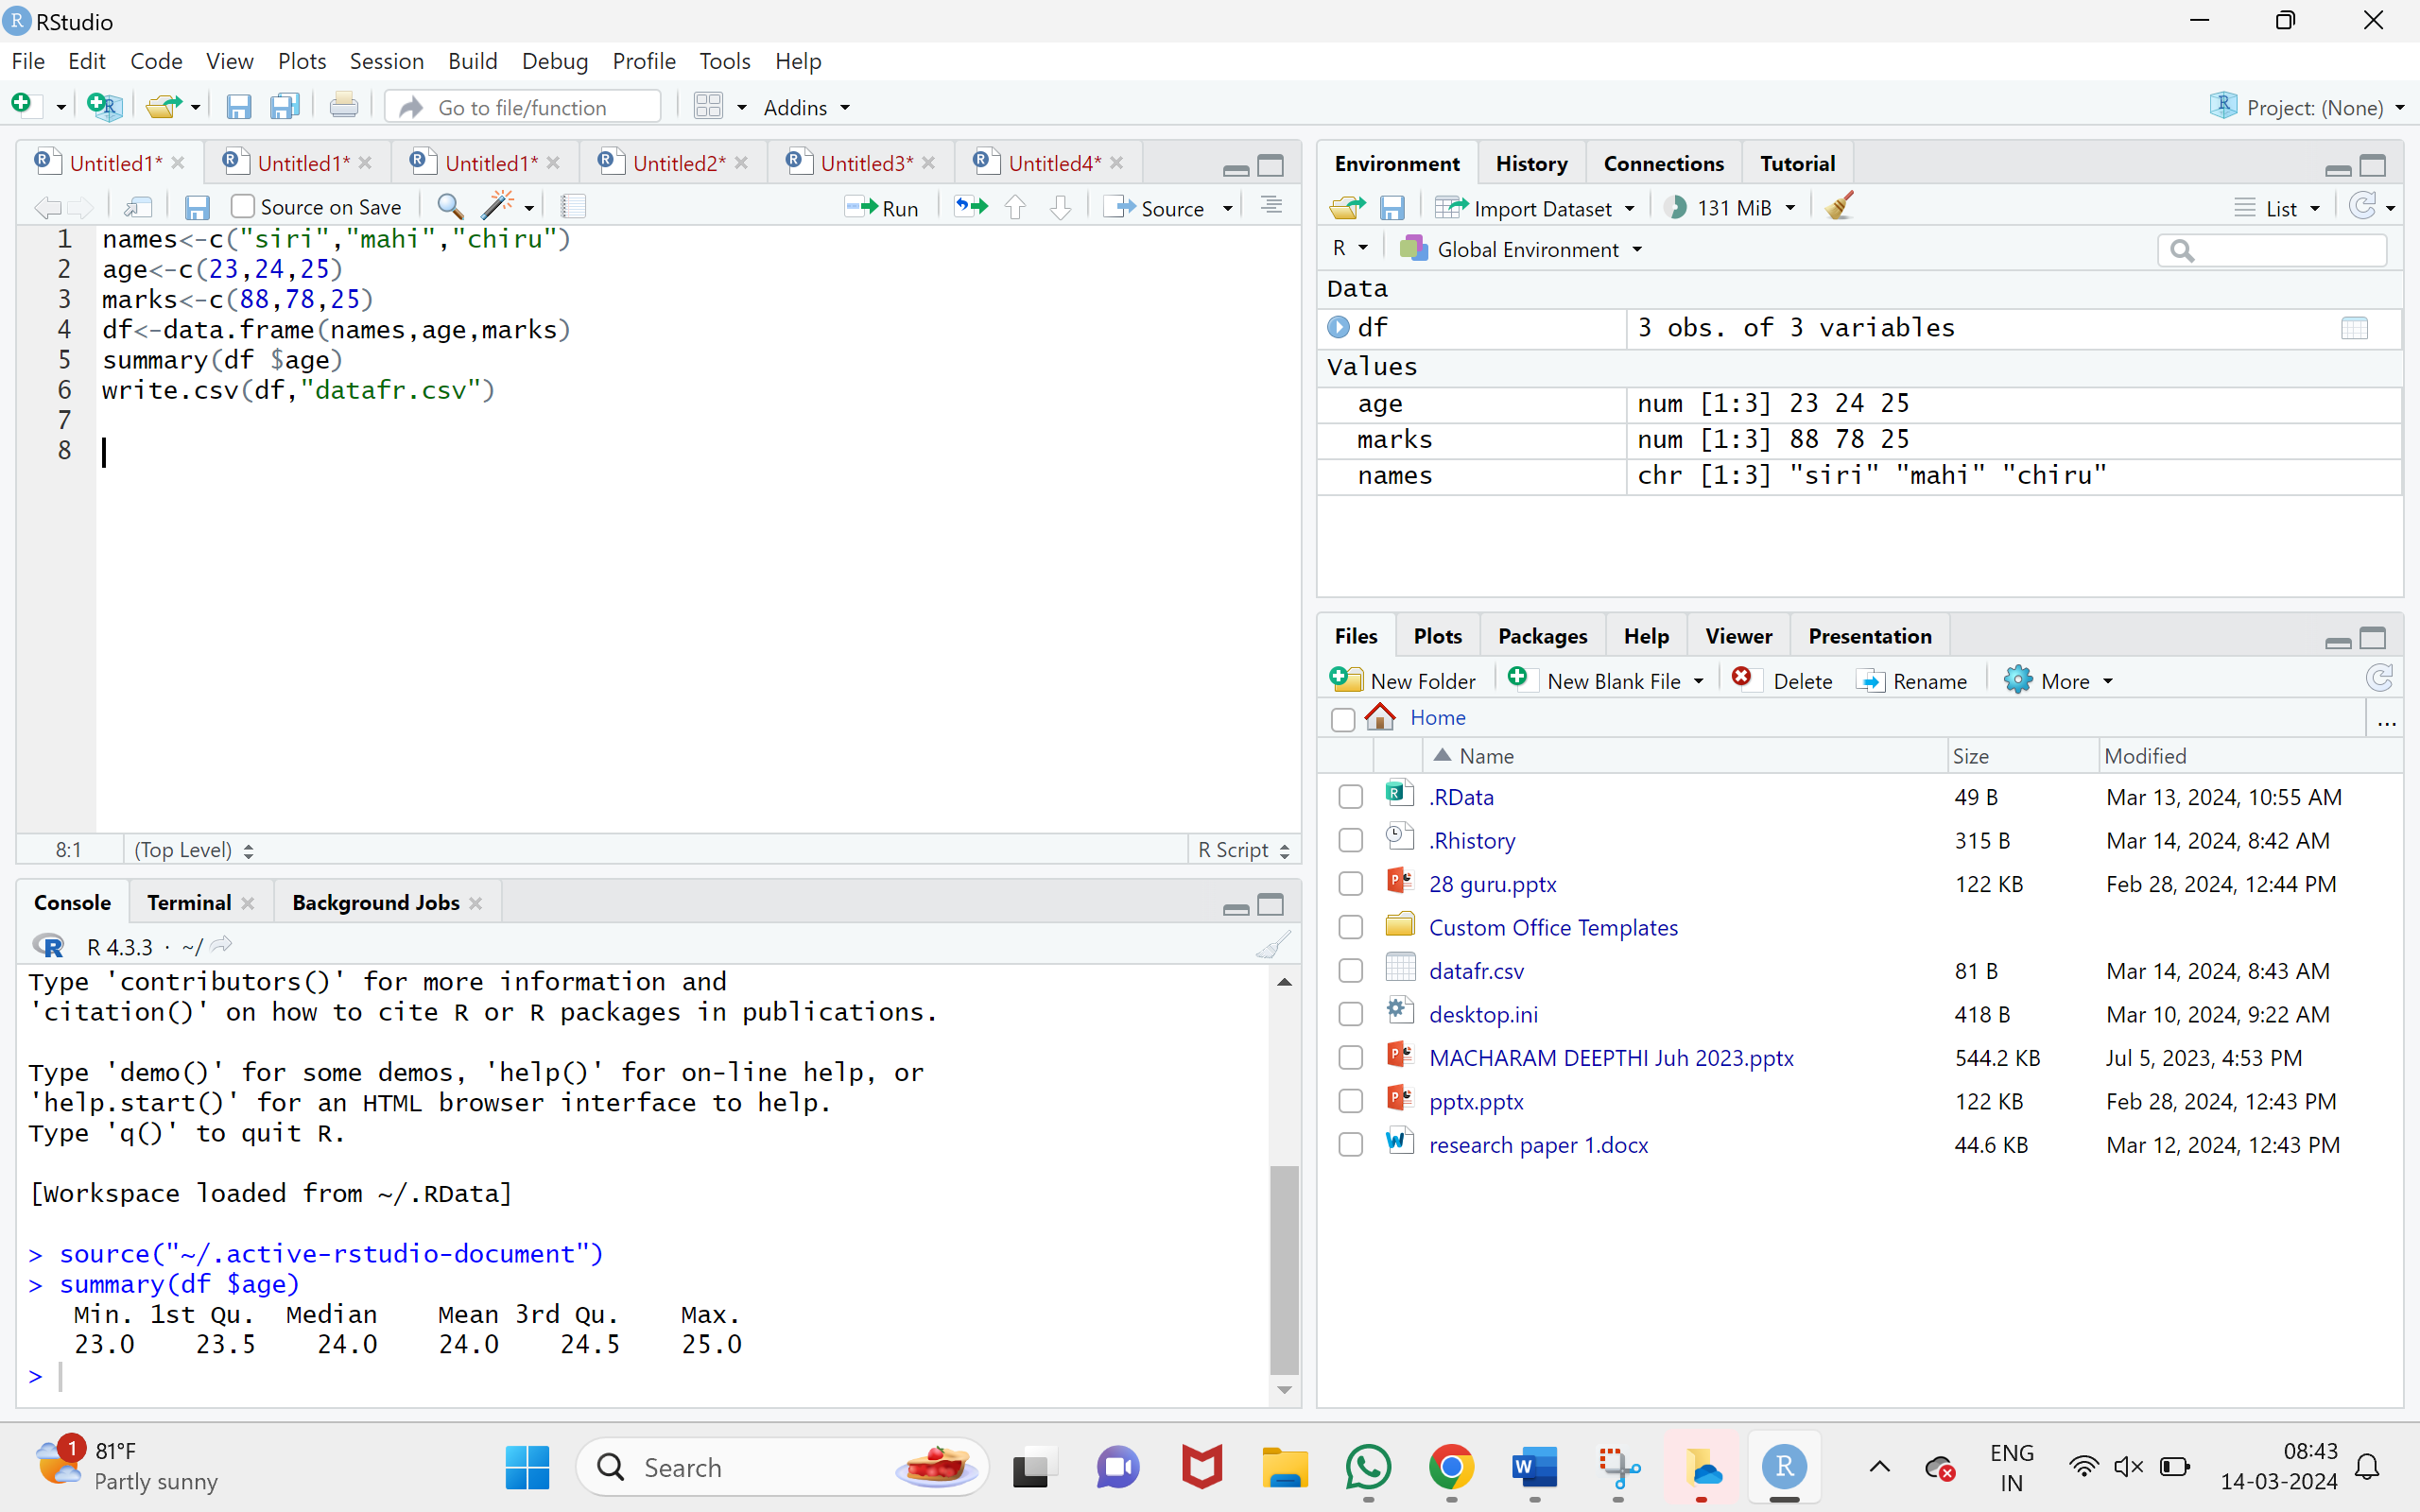 RStudio
File Edit Code View Plots Session Build Debug Profile Tools Help
Go to file/function Addins Project: (None)
Untitled1* Untitled1* Untitled1* Untitled2* Untitled3* Untitled4*
Source on Save Run Source
1 names<-c("siri","mahi","chiru")
2 age<-c(23,24,25)
3 marks<-c(88,78,25)
4 df<-data.frame(names,age,marks)
5 summary(df $age)
6 write.csv(df,"datafr.csv")
7
8
8:1 (Top Level) R Script
Console Terminal Background Jobs
R 4.3.3 · ~/
Type 'contributors()' for more information and
'citation()' on how to cite R or R packages in publications.
Type 'demo()' for some demos, 'help()' for on-line help, or
'help.start()' for an HTML browser interface to help.
Type 'q()' to quit R.
[Workspace loaded from ~/.RData]
> source("~/.active-rstudio-document")
> summary(df $age)
Min. 1st Qu. Median Mean 3rd Qu. Max.
23.0 23.5 24.0 24.0 24.5 25.0
>
Environment History Connections Tutorial
Import Dataset 131 MiB List
R Global Environment
Data
df 3 obs. of 3 variables
Values
age num [1:3] 23 24 25
marks num [1:3] 88 78 25
names chr [1:3] "siri" "mahi" "chiru"
Files Plots Packages Help Viewer Presentation
New Folder New Blank File Delete Rename More
Home ...
Name Size Modified
.RData 49 B Mar 13, 2024, 10:55 AM
.Rhistory 315 B Mar 14, 2024, 8:42 AM
28 guru.pptx 122 KB Feb 28, 2024, 12:44 PM
Custom Office Templates
datafr.csv 81 B Mar 14, 2024, 8:43 AM
desktop.ini 418 B Mar 10, 2024, 9:22 AM
MACHARAM DEEPTHI Juh 2023.pptx 544.2 KB Jul 5, 2023, 4:53 PM
pptx.pptx 122 KB Feb 28, 2024, 12:43 PM
research paper 1.docx 44.6 KB Mar 12, 2024, 12:43 PM
1 81°F
Partly sunny
Search
ENG
IN
08:43
14-03-2024